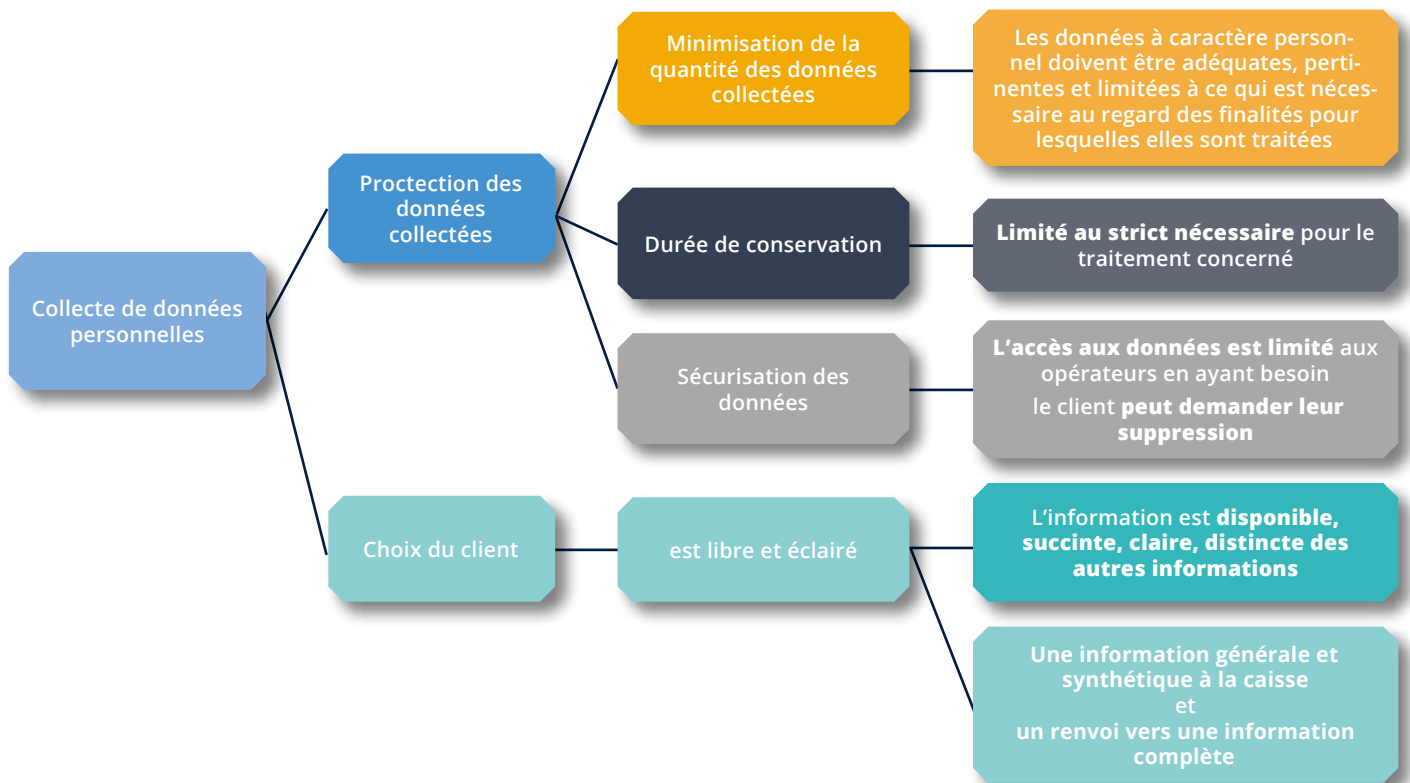 Collecte de données
personnelles
Proctection des
données
collectées
Minimisation de la
quantité des données
collectées
Les données à caractère person-
nel doivent être adéquates, perti-
nentes et limitées à ce qui est néces-
saire au regard des finalités pour
lesquelles elles sont traitées
Durée de conservation
Limité au strict nécessaire pour le
traitement concerné
Sécurisation des
données
L’accès aux données est limité aux
opérateurs en ayant besoin
le client peut demander leur
suppression
Choix du client
est libre et éclairé
L’information est disponible,
succinte, claire, distincte des
autres informations
Une information générale et
synthétique à la caisse
et
un renvoi vers une information
complète